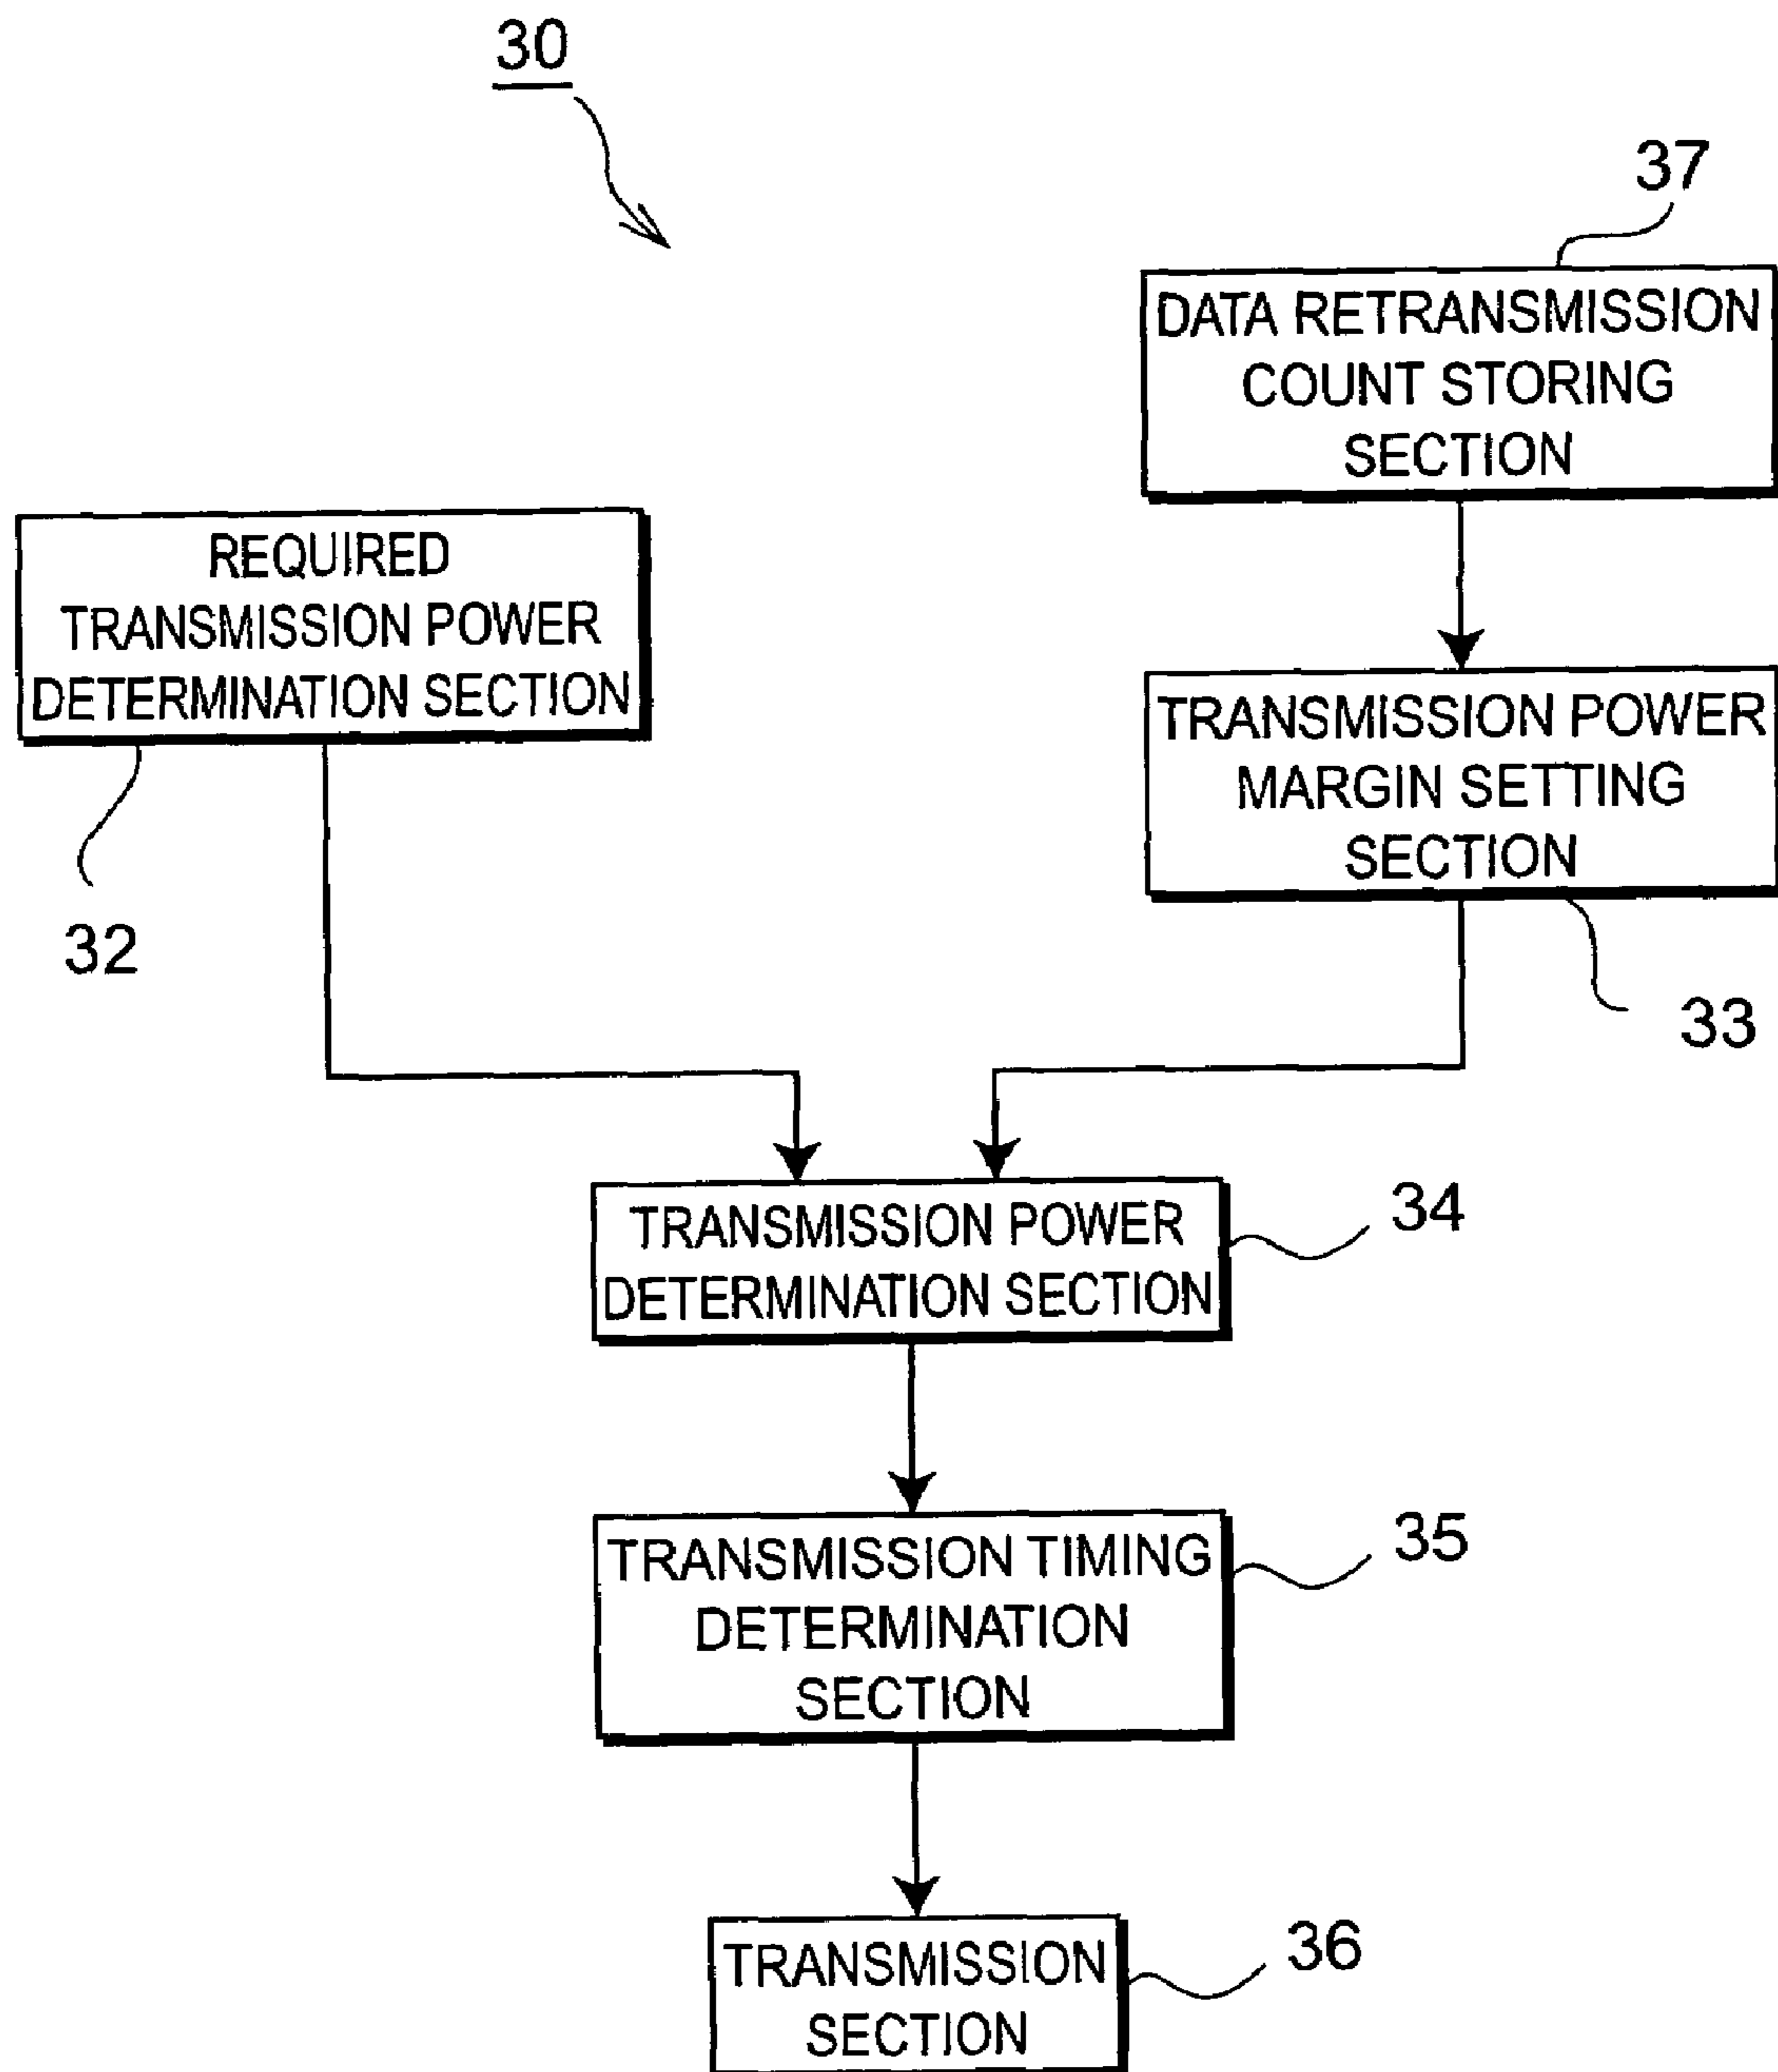 30
37
DATA RETRANSMISSION
COUNT STORING
SECTION
REQUIRED
TRANSMISSION POWER
DETERMINATION SECTION
32
TRANSMISSION POWER
MARGIN SETTING
SECTION
33
TRANSMISSION POWER
DETERMINATION SECTION
34
TRANSMISSION TIMING
DETERMINATION
SECTION
35
TRANSMISSION
SECTION
36